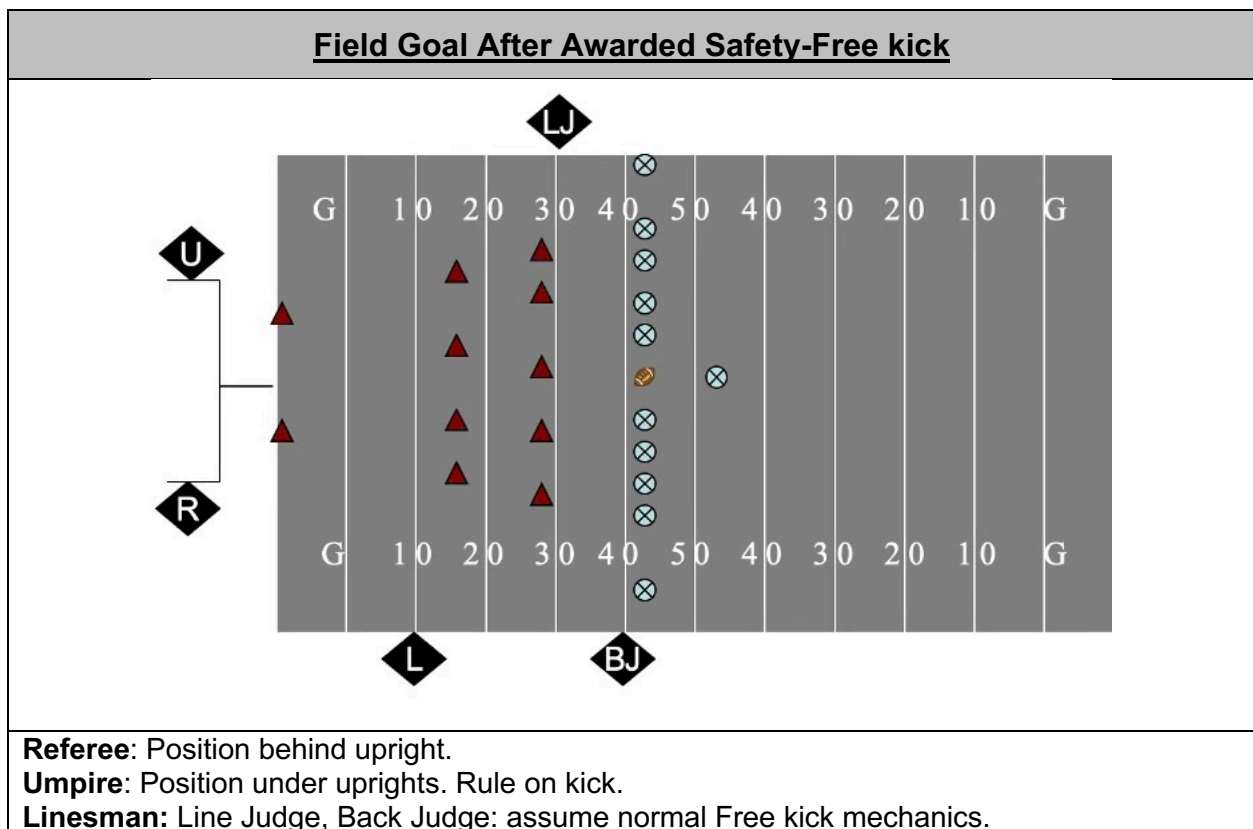 Field Goal After Awarded Safety-Free kick
LJ
G 10 20 30 40 50 40 30 20 10 G
U
R
G 10 20 30 40 50 40 30 20 10 G
L BJ
Referee: Position behind upright.
Umpire: Position under uprights. Rule on kick.
Linesman: Line Judge, Back Judge: assume normal Free kick mechanics.